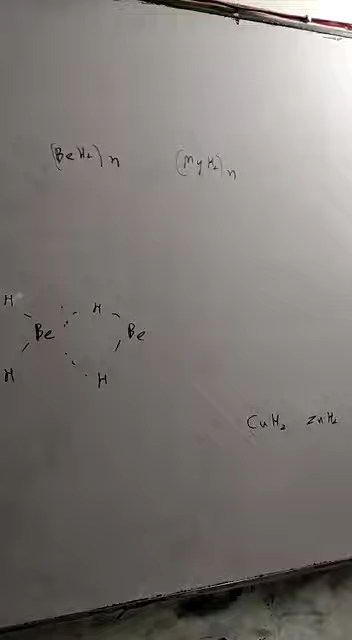 (BeH₂)n (MgH₂)n
H H
Be Be
H H
CuH₂ ZnH₂